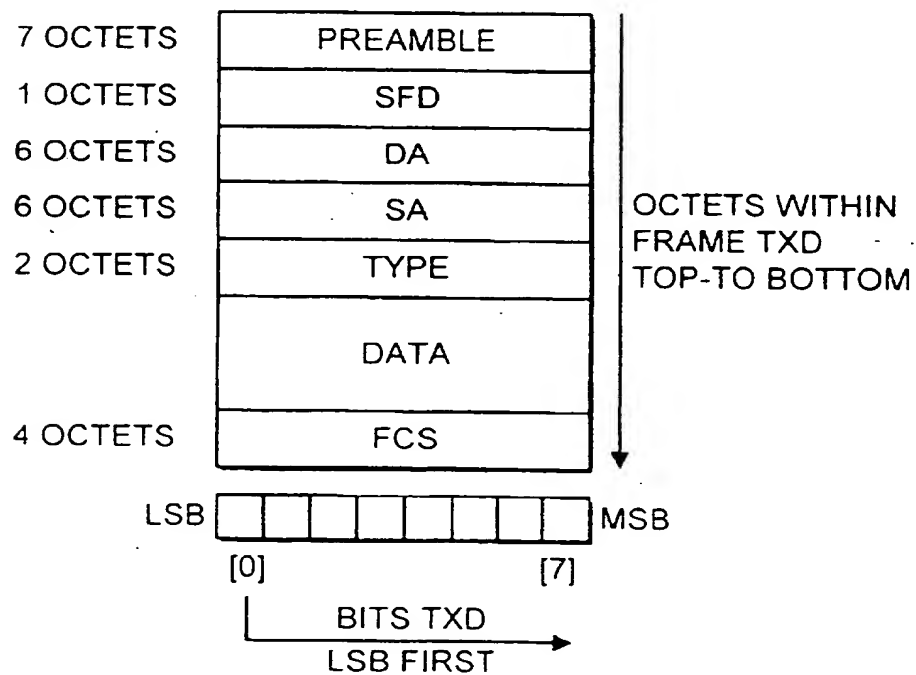 7 OCTETS PREAMBLE
1 OCTETS SFD
6 OCTETS DA
6 OCTETS SA
2 OCTETS TYPE
DATA
4 OCTETS FCS
OCTETS WITHIN
FRAME TXD
TOP-TO BOTTOM
LSB MSB
[0] [7]
BITS TXD
LSB FIRST